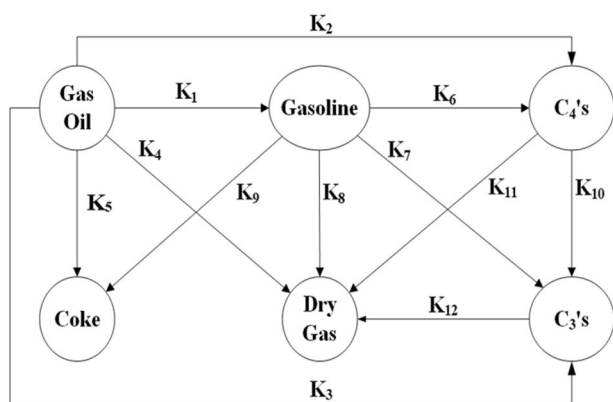 K₂
Gas
Oil
K₁
Gasoline
K₆
C₄'s
K₄
K₇
K₅
K₉
K₈
K₁₁
K₁₀
Coke
Dry
Gas
K₁₂
C₃'s
K₃